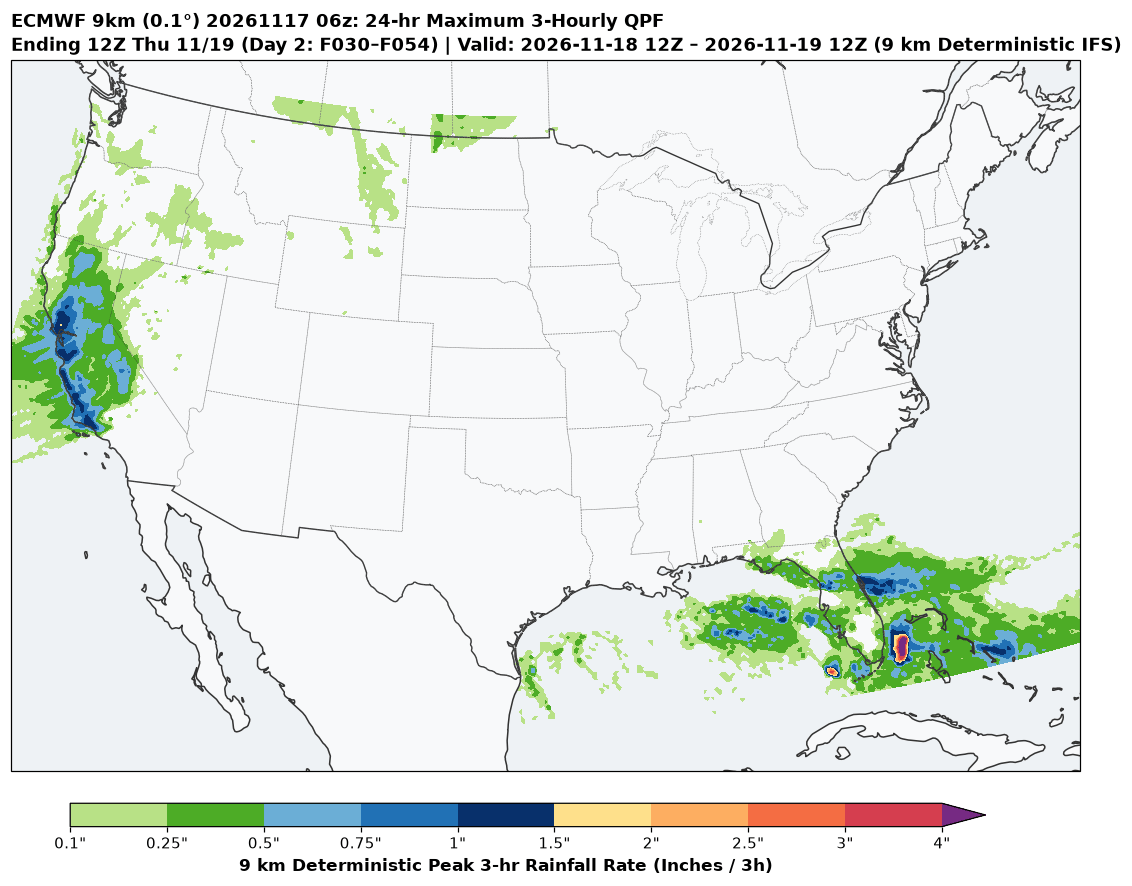 ECMWF 9km (0.1°) 20261117 06z: 24-hr Maximum 3-Hourly QPF
Ending 12Z Thu 11/19 (Day 2: F030–F054) | Valid: 2026-11-18 12Z – 2026-11-19 12Z (9 km Deterministic IFS)
0.1" 0.25" 0.5" 0.75" 1" 1.5" 2" 2.5" 3" 4"
9 km Deterministic Peak 3-hr Rainfall Rate (Inches / 3h)